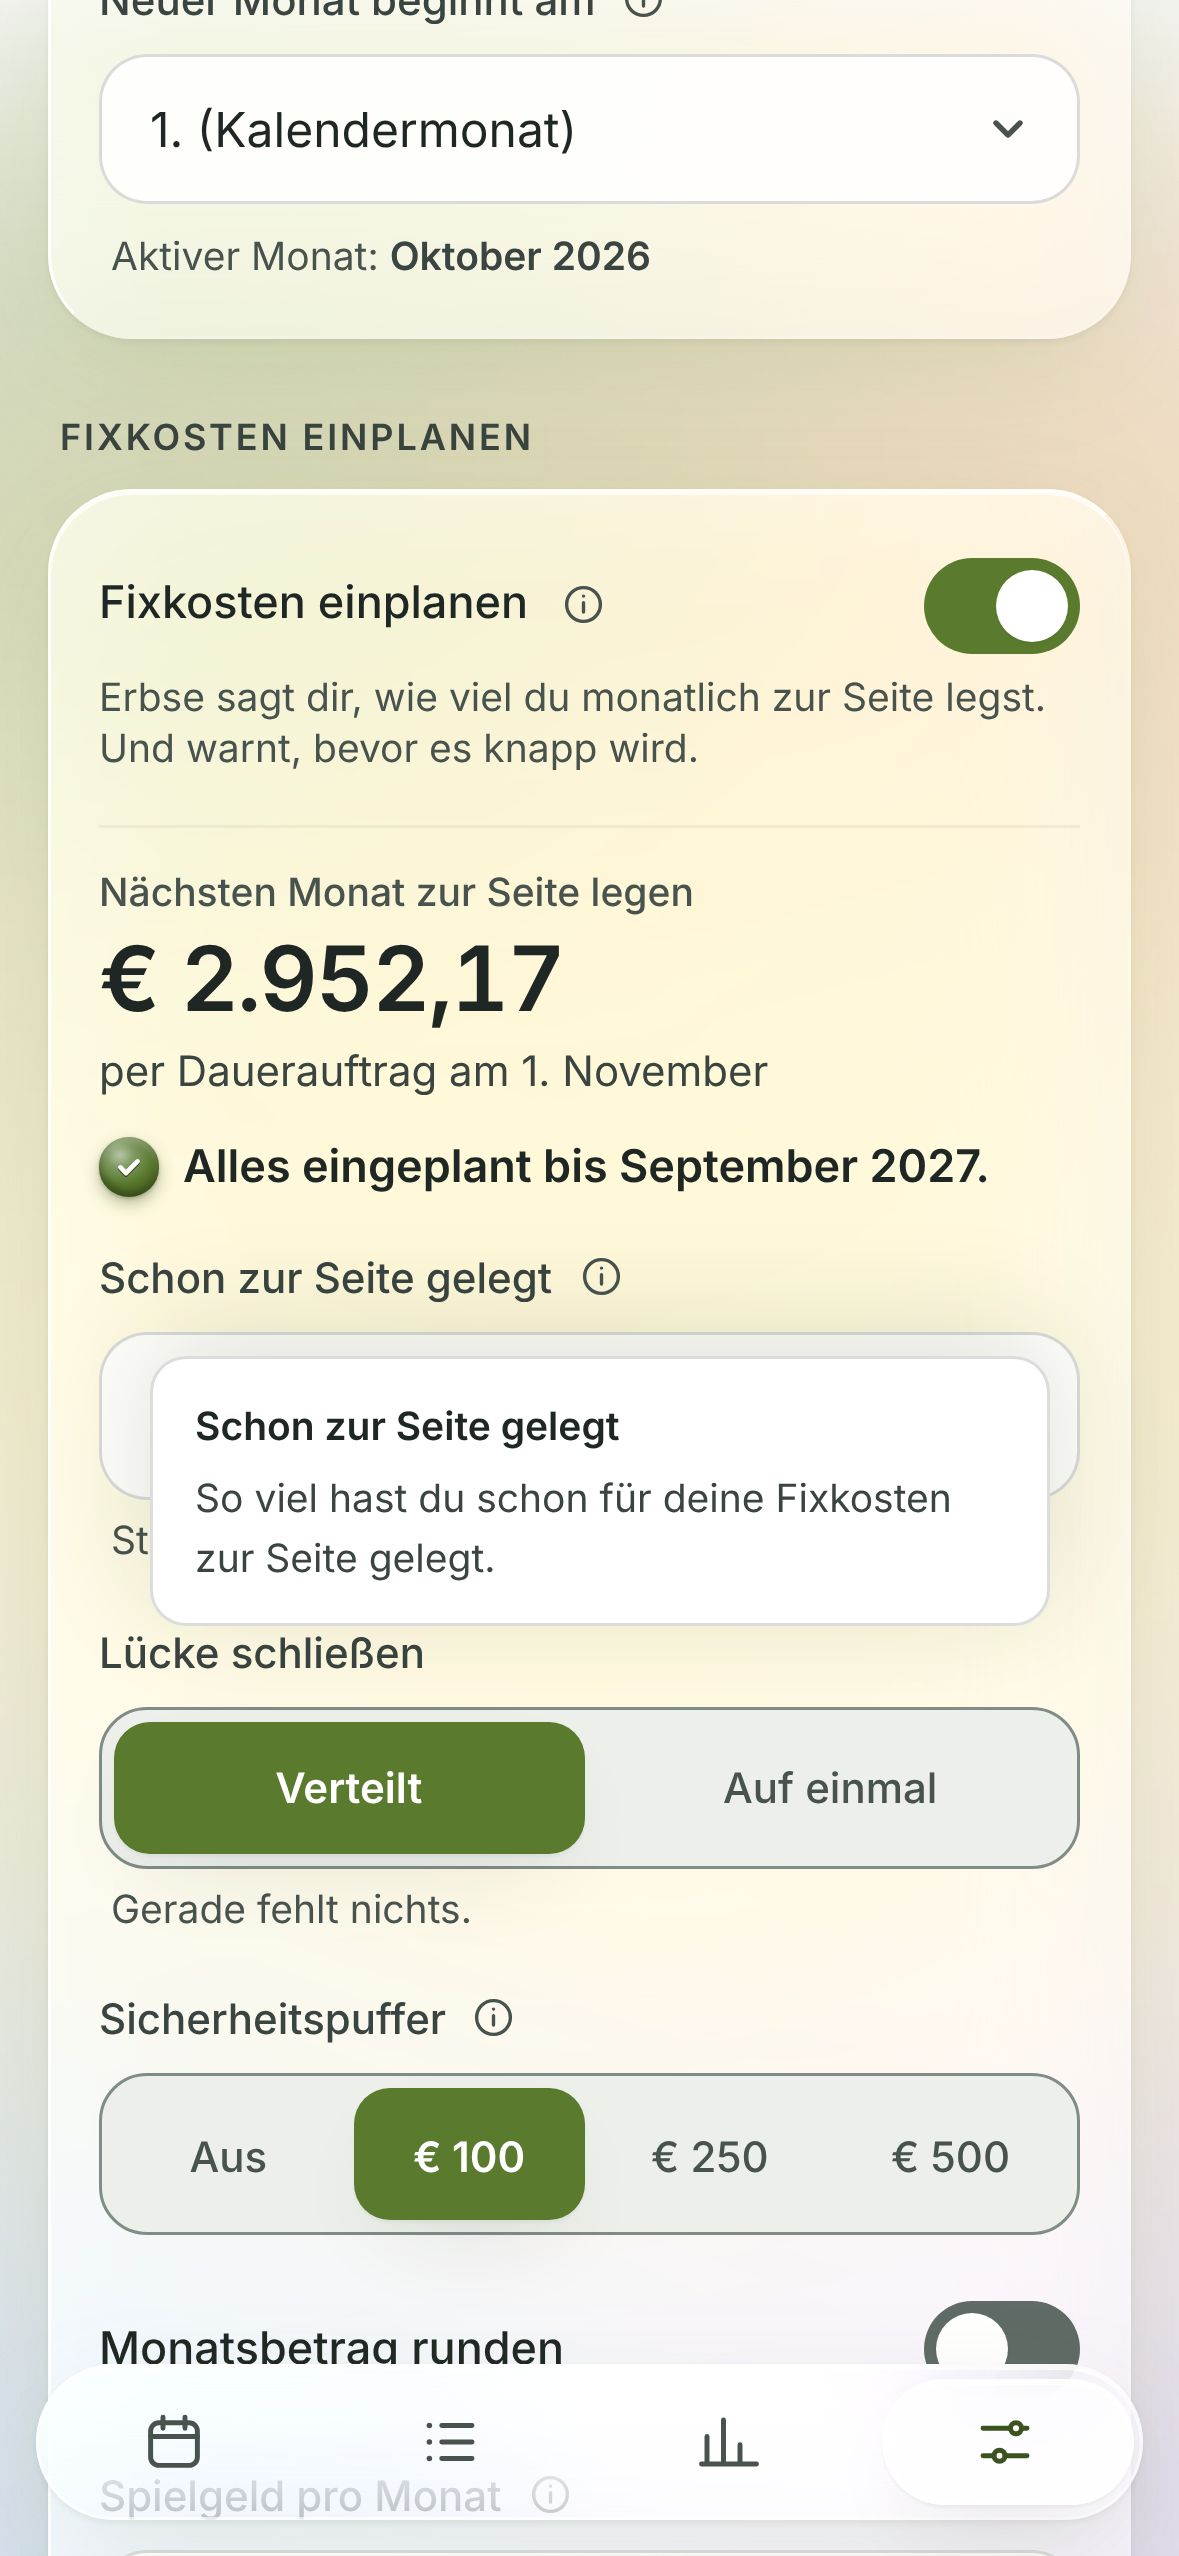 Neuer Monat beginnt am
1. (Kalendermonat)
Aktiver Monat: Oktober 2026
FIXKOSTEN EINPLANEN
Fixkosten einplanen
Erbse sagt dir, wie viel du monatlich zur Seite legst.
Und warnt, bevor es knapp wird.
Nächsten Monat zur Seite legen
€ 2.952,17
per Dauerauftrag am 1. November
Alles eingeplant bis September 2027.
Schon zur Seite gelegt
Schon zur Seite gelegt
So viel hast du schon für deine Fixkosten
zur Seite gelegt.
Lücke schließen
Verteilt Auf einmal
Gerade fehlt nichts.
Sicherheitspuffer
Aus € 100 € 250 € 500
Monatsbetrag runden
Spielgeld pro Monat